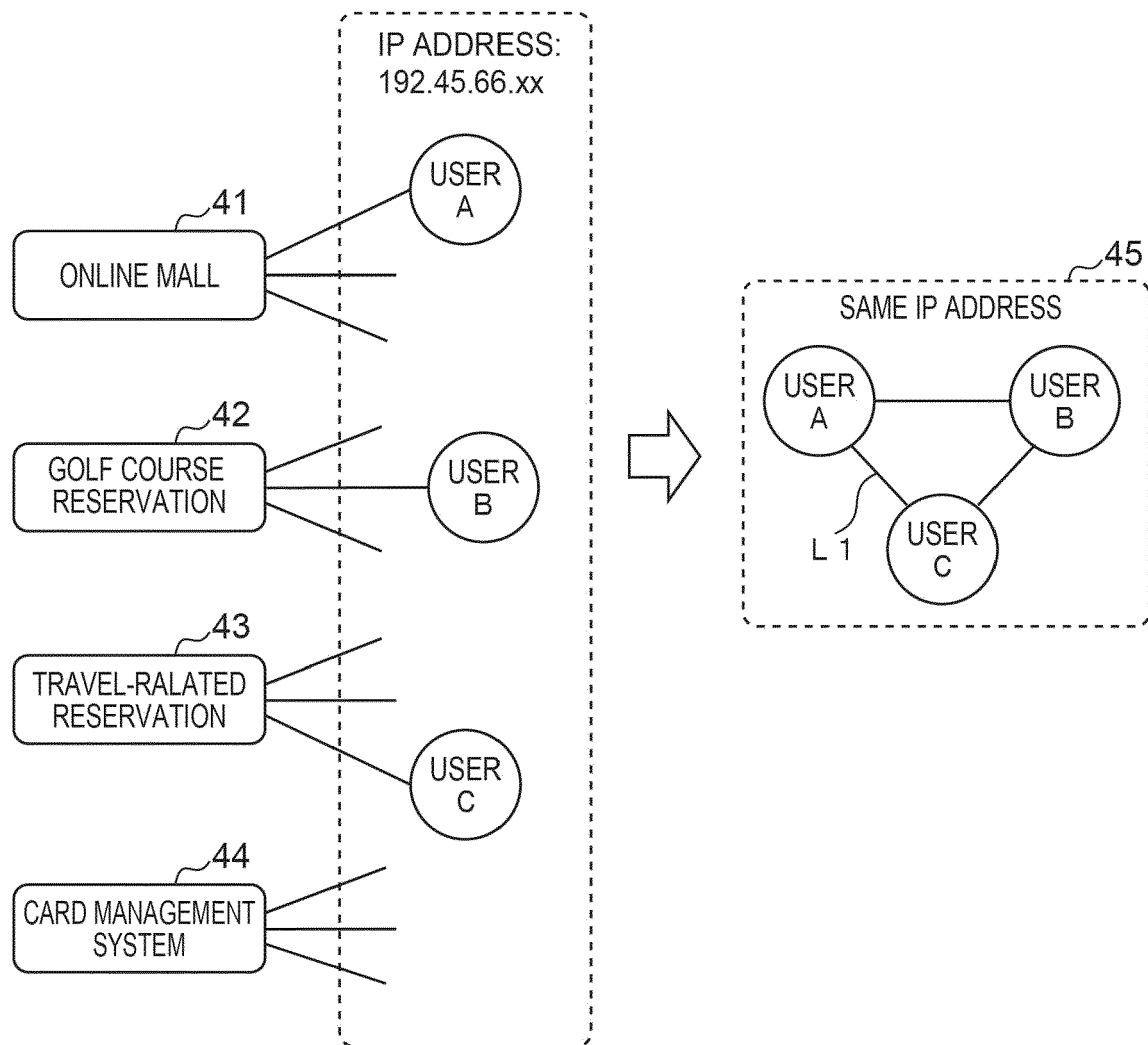 IP ADDRESS:
192.45.66.xx
USER
A
41
ONLINE MALL
42
GOLF COURSE
RESERVATION
USER
B
43
TRAVEL-RALATED
RESERVATION
USER
C
44
CARD MANAGEMENT
SYSTEM
45
SAME IP ADDRESS
USER
A
USER
B
L 1
USER
C